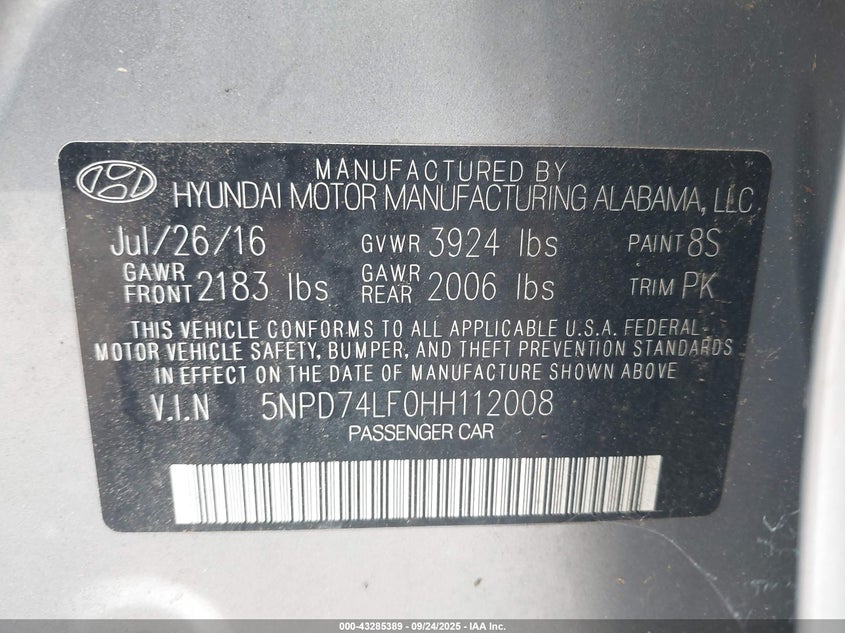 MANUFACTURED BY
HYUNDAI MOTOR MANUFACTURING ALABAMA, LLC
Jul/26/16 GVWR 3924 lbs PAINT 8S
GAWR FRONT 2183 lbs GAWR REAR 2006 lbs TRIM PK
THIS VEHICLE CONFORMS TO ALL APPLICABLE U.S.A. FEDERAL
MOTOR VEHICLE SAFETY, BUMPER, AND THEFT PREVENTION STANDARDS
IN EFFECT ON THE DATE OF MANUFACTURE SHOWN ABOVE
V.I.N 5NPD74LF0HH112008
PASSENGER CAR
000-43285389 - 09/24/2025 - IAA Inc.